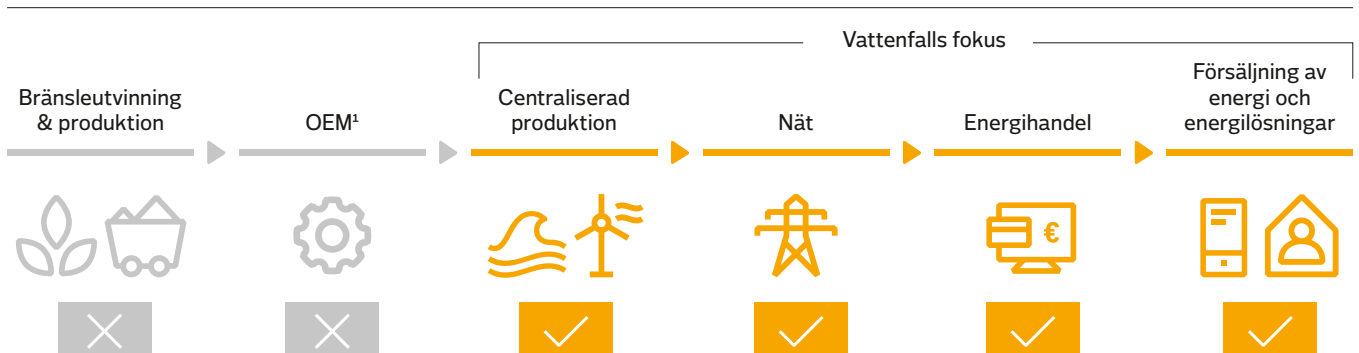 Vattenfalls fokus
Bränsleutvinning
& produktion
OEM¹
Centraliserad
produktion
Nät
Energihandel
Försäljning av
energi och
energilösningar
€